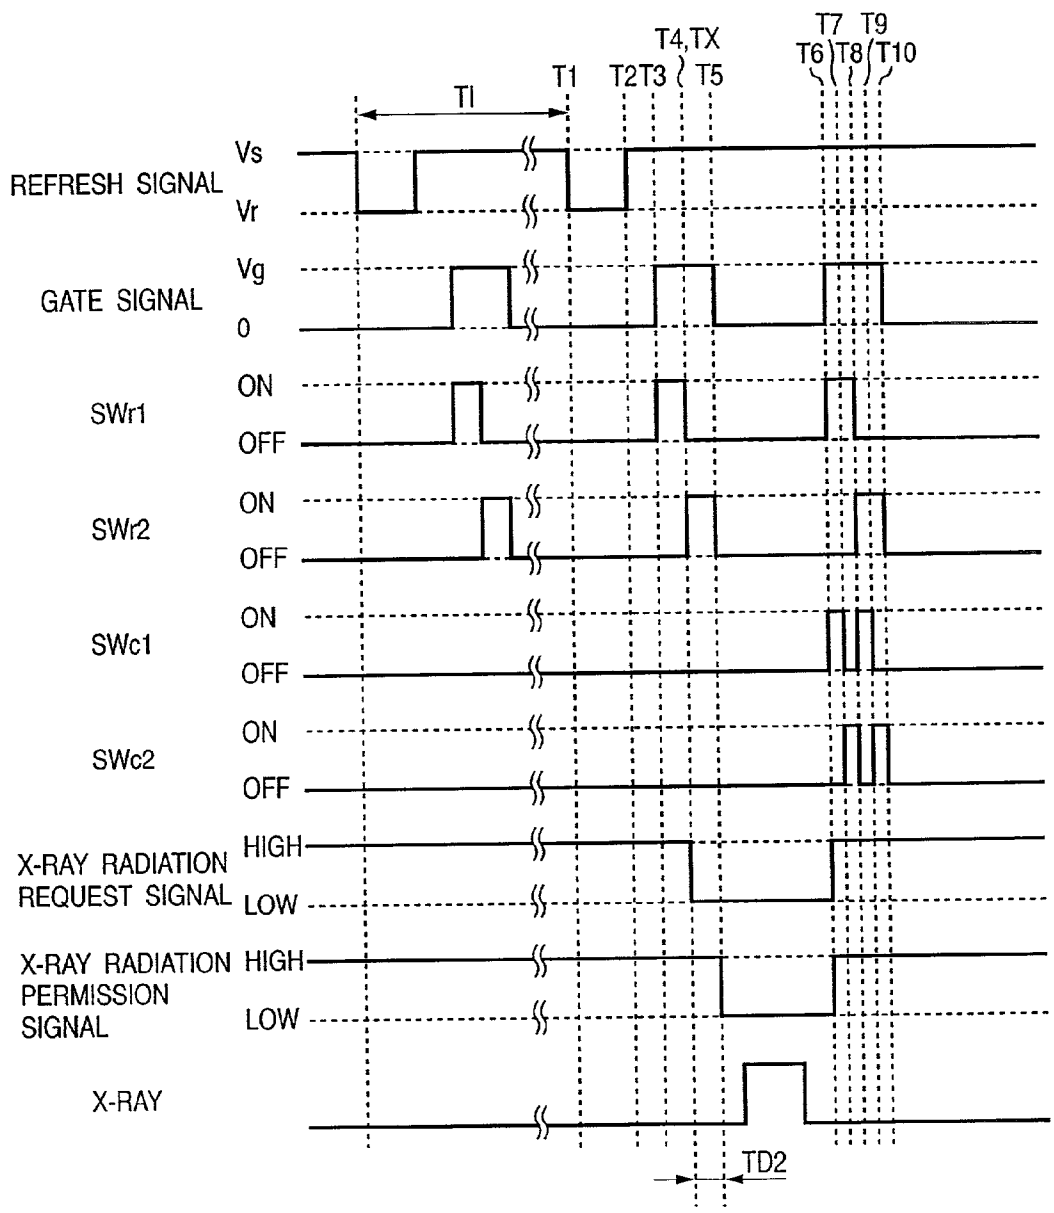 T7 T9
T4,TX
T6 T8 T10
T1 T2 T3 T5
TI
Vs
REFRESH SIGNAL
Vr
Vg
GATE SIGNAL
0
ON
SWr1
OFF
ON
SWr2
OFF
ON
SWc1
OFF
ON
SWc2
OFF
HIGH
X-RAY RADIATION
REQUEST SIGNAL
LOW
X-RAY RADIATION HIGH
PERMISSION
SIGNAL
LOW
X-RAY
TD2